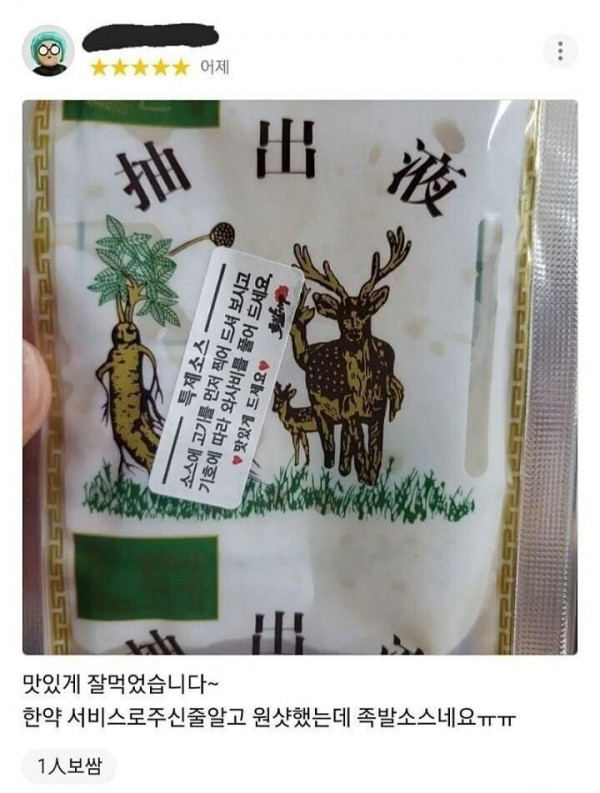 어제
抽出液
특제소스
소스에 고기를 먼저 찍어 드셔 보시고
기호에 따라 와사비를 풀어 드세요.
♥맛있게 드세요♥
抽出
맛있게 잘먹었습니다~
한약 서비스로주신줄알고 원샷했는데 족발소스네요ㅠㅠ
1人보쌈